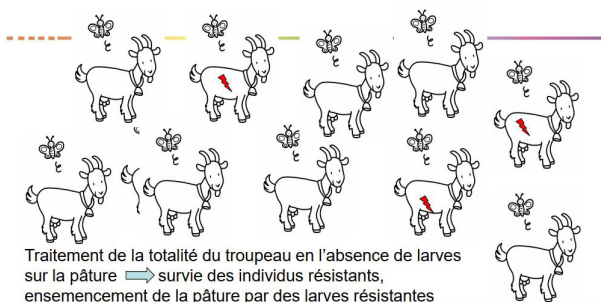 Traitement de la totalité du troupeau en l'absence de larves
sur la pâture survie des individus résistants,
ensemencement de la pâture par des larves résistantes